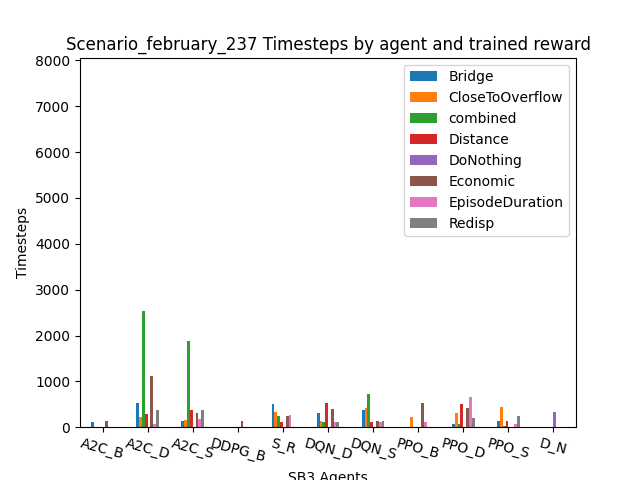 Scenario_february_237 Timesteps by agent and trained reward
8000
7000
6000
5000
4000
3000
2000
1000
0
Timesteps
Bridge
CloseToOverflow
combined
Distance
DoNothing
Economic
EpisodeDuration
Redisp
A2C_B
A2C_D
A2C_S
DDPG_B
S_R
DQN_D
DQN_S
PPO_B
PPO_D
PPO_S
D_N
SB3 Agents